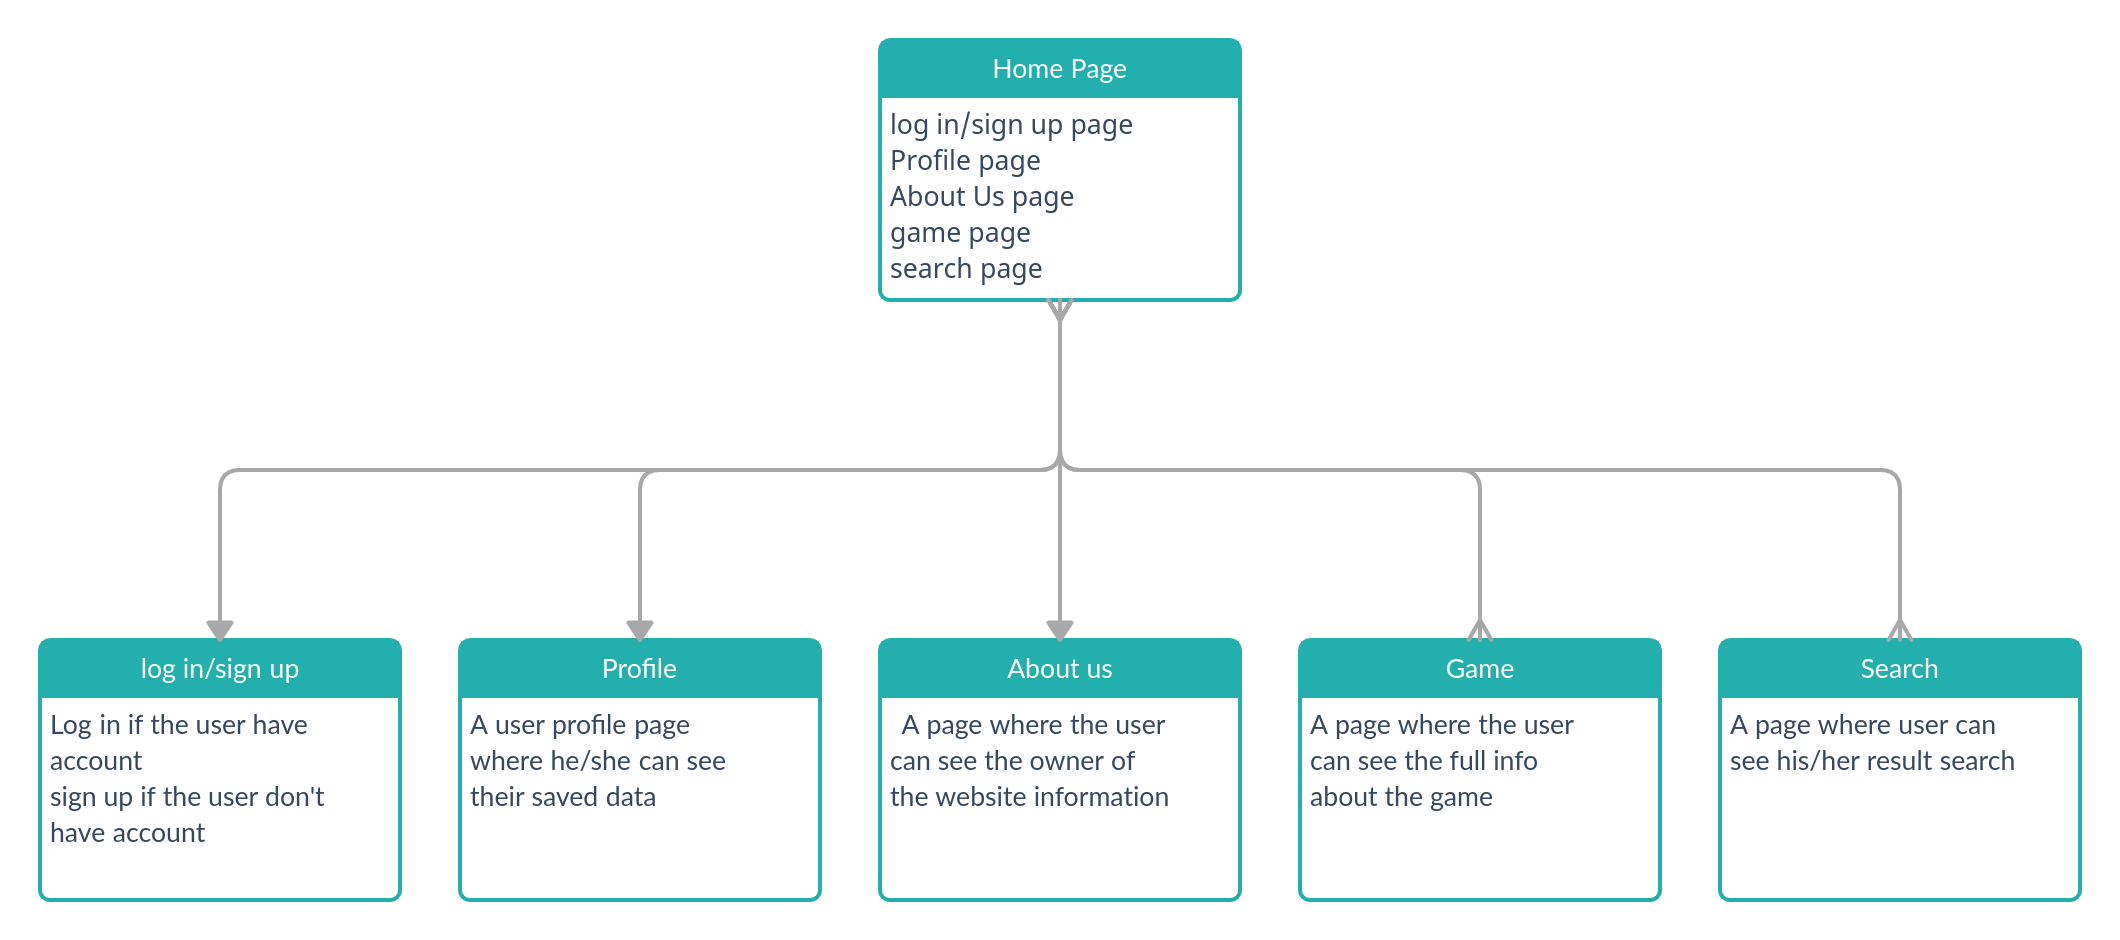 Home Page
log in/sign up page
Profile page
About Us page
game page
search page
log in/sign up
Log in if the user have
account
sign up if the user don't
have account
Profile
A user profile page
where he/she can see
their saved data
About us
A page where the user
can see the owner of
the website information
Game
A page where the user
can see the full info
about the game
Search
A page where user can
see his/her result search